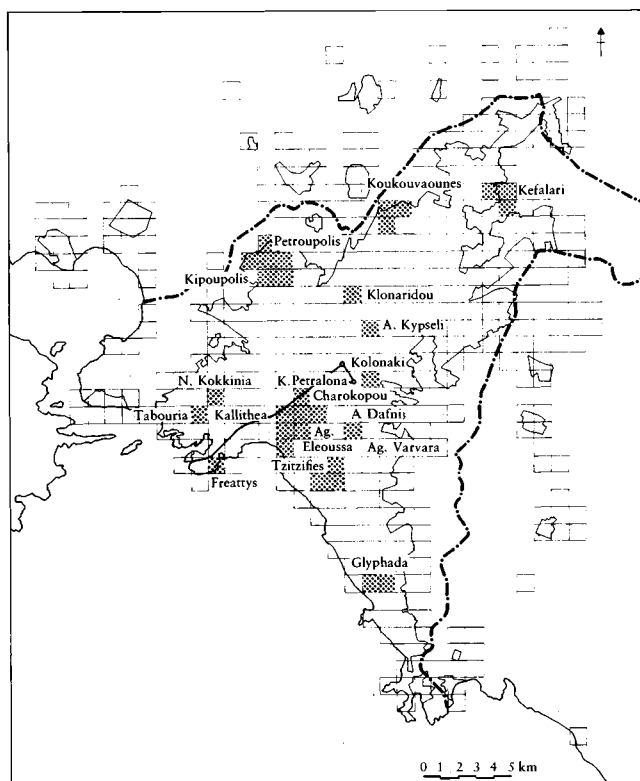 Koukouvaounes
Kefalari
Petroupolis
Kipoupolis
Klonaridou
A. Kypseli
Kolonaki
N. Kokkinia
K. Petralona
Charokopou
Tabouria
Kallithea
A Dafnis
Ag.
Eleoussa
Ag. Varvara
Tzitzifies
Freattys
Glyphada
0 1 2 3 4 5 km